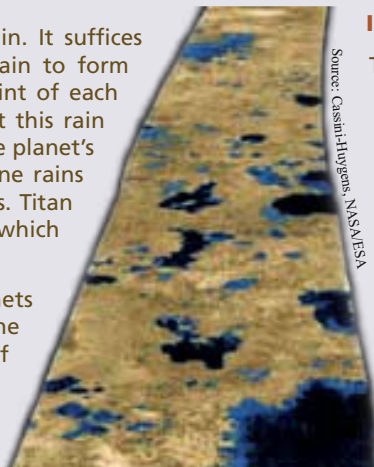 in. It suffices
ain to form
int of each
t this rain
e planet's
ne rains
s. Titan
which
nets
ne
f
I
T
Source: Cassini-Huygens, NASA/ESA